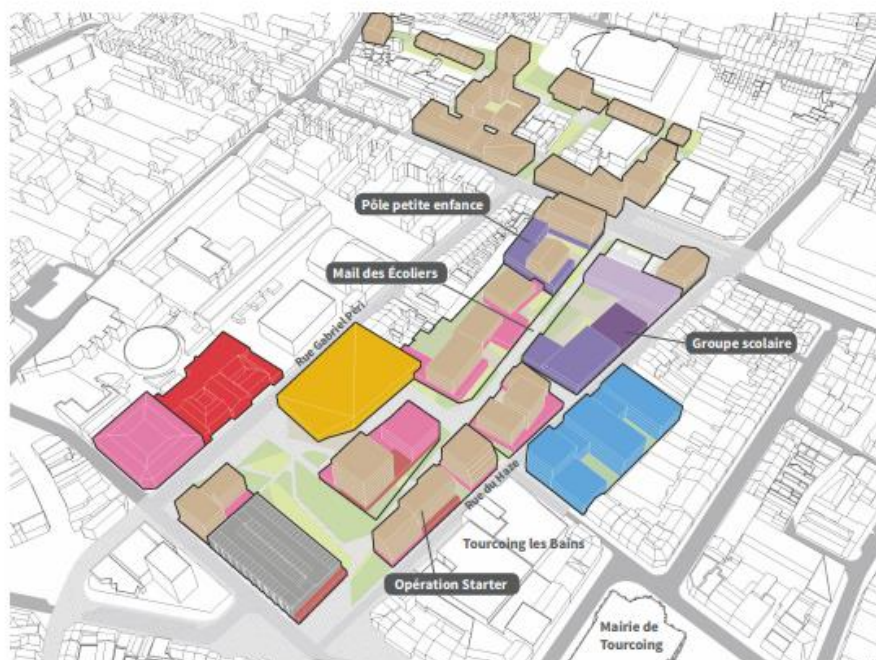 Pôle petite enfance
Mail des Écoliers
Rue Gabriel Péri
Groupe scolaire
Rue du Haze
Tourcoing les Bains
Opération Starter
Mairie de
Tourcoing